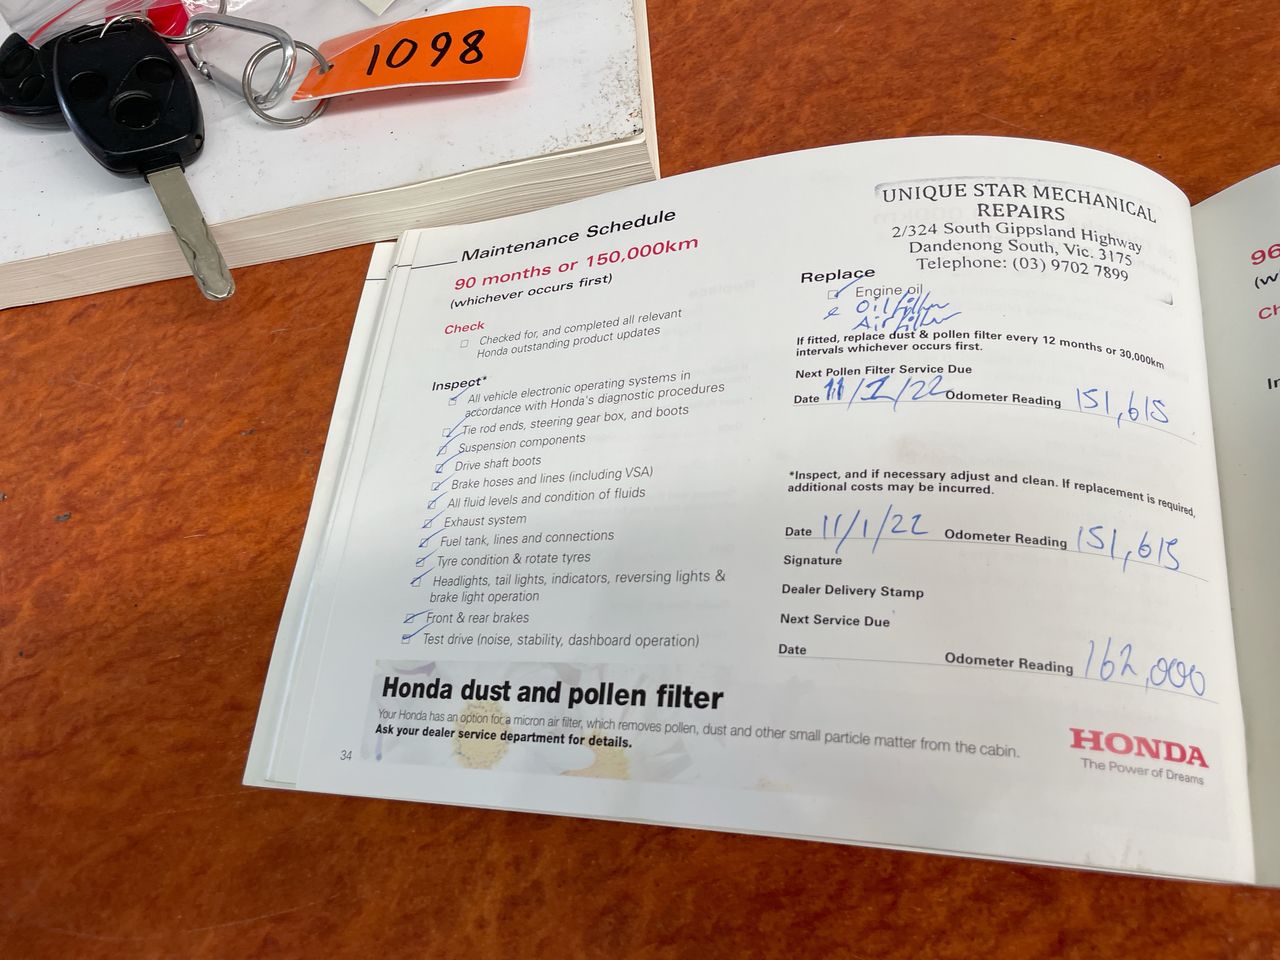 1098
Maintenance Schedule
90 months or 150,000km
(whichever occurs first)
Check
Checked for, and completed all relevant
Honda outstanding product updates
Inspect*
All vehicle electronic operating systems in
accordance with Honda's diagnostic procedures
Tie rod ends, steering gear box, and boots
Suspension components
Drive shaft boots
Brake hoses and lines (including VSA)
All fluid levels and condition of fluids
Exhaust system
Fuel tank, lines and connections
Tyre condition & rotate tyres
Headlights, tail lights, indicators, reversing lights &
brake light operation
Front & rear brakes
Test drive (noise, stability, dashboard operation)
UNIQUE STAR MECHANICAL
REPAIRS
2/324 South Gippsland Highway
Dandenong South, Vic. 3175
Telephone: (03) 9702 7899
Replace
Engine oil
Oil filter
Air filter
If fitted, replace dust & pollen filter every 12 months or 30,000km
intervals whichever occurs first.
Next Pollen Filter Service Due
Date 11/1/22 Odometer Reading 151,615
*Inspect, and if necessary adjust and clean. If replacement is required,
additional costs may be incurred.
Date 11/1/22 Odometer Reading 151,615
Signature
Dealer Delivery Stamp
Next Service Due
Date Odometer Reading 162,000
Honda dust and pollen filter
Your Honda has an option for a micron air filter, which removes pollen, dust and other small particle matter from the cabin.
Ask your dealer service department for details.
HONDA
The Power of Dreams
34
96
(w
Ch
In